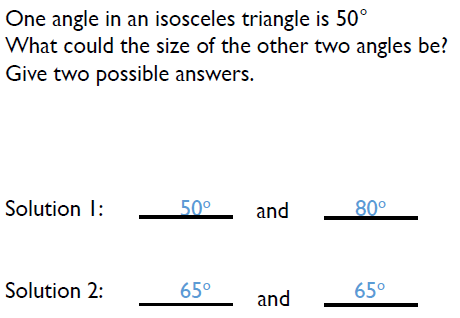 One angle in an isosceles triangle is 50°
What could the size of the other two angles be?
Give two possible answers.
Solution 1: 50° and 80°
Solution 2: 65° and 65°